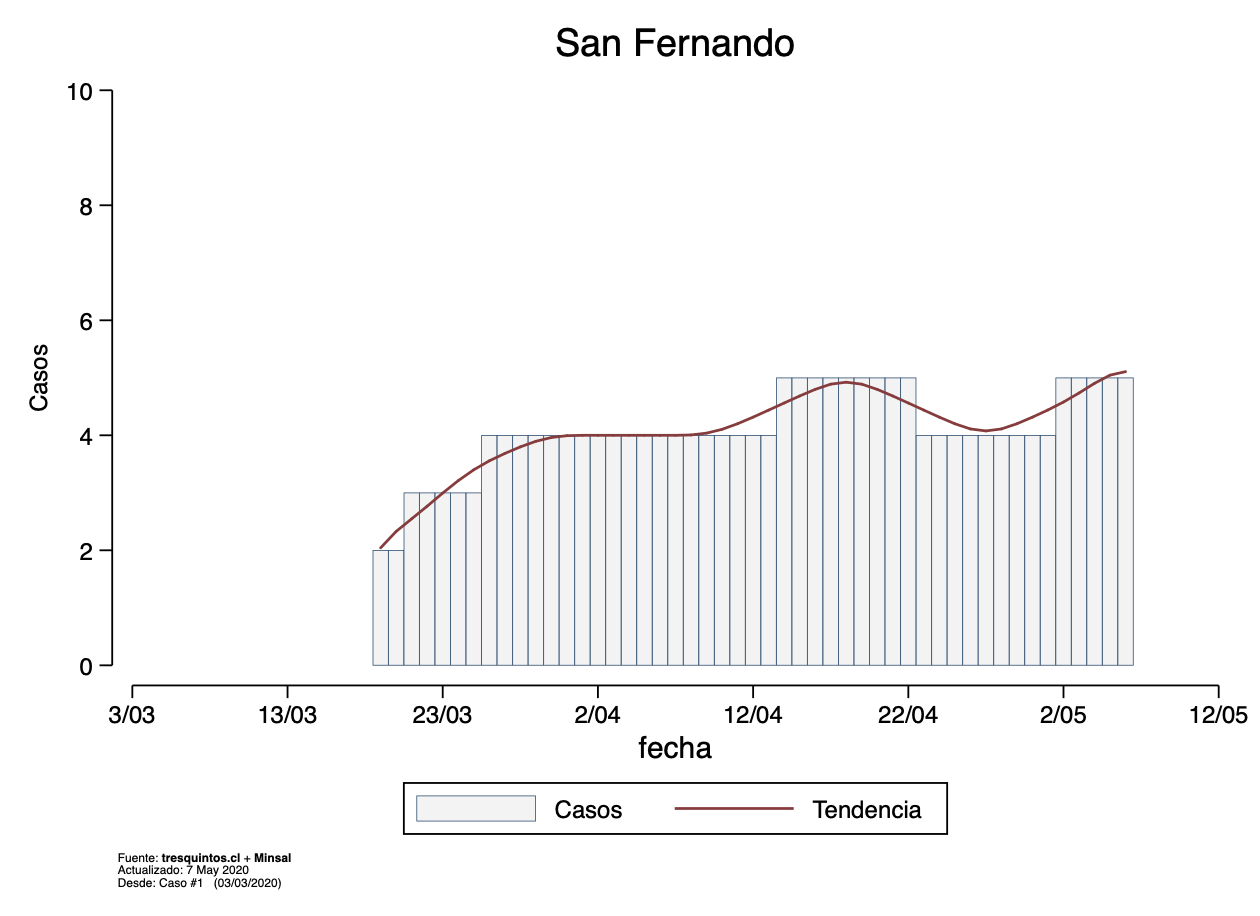 San Fernando
10
8
6
4
2
0
Casos
3/03 13/03 23/03 2/04 12/04 22/04 2/05 12/05
fecha
Casos Tendencia
Fuente: tresquintos.cl + Minsal
Actualizado: 7 May 2020
Desde: Caso #1 (03/03/2020)